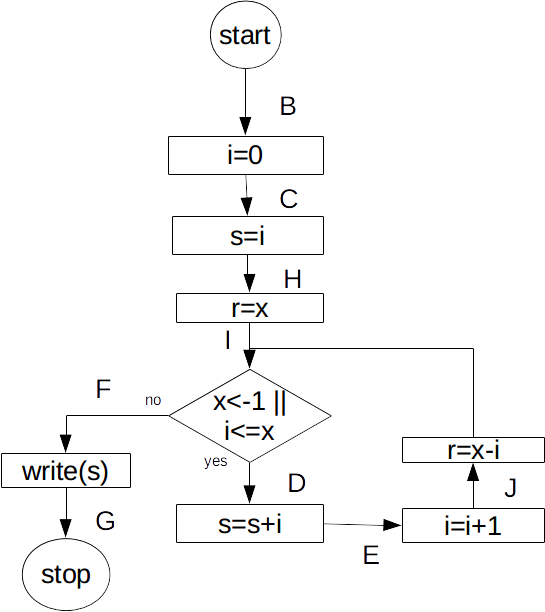 start
B
i=0
C
s=i
H
r=x
I
F
no
x<-1 ||
i<=x
yes
r=x-i
write(s)
D
J
G
s=s+i
i=i+1
E
stop